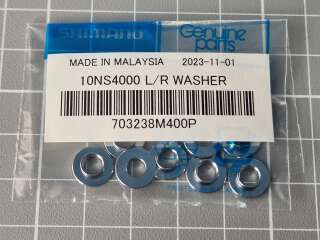 SHIMANO
Genuine
parts
MADE IN MALAYSIA 2023-11-01
10NS4000 L/R WASHER
703238M400P